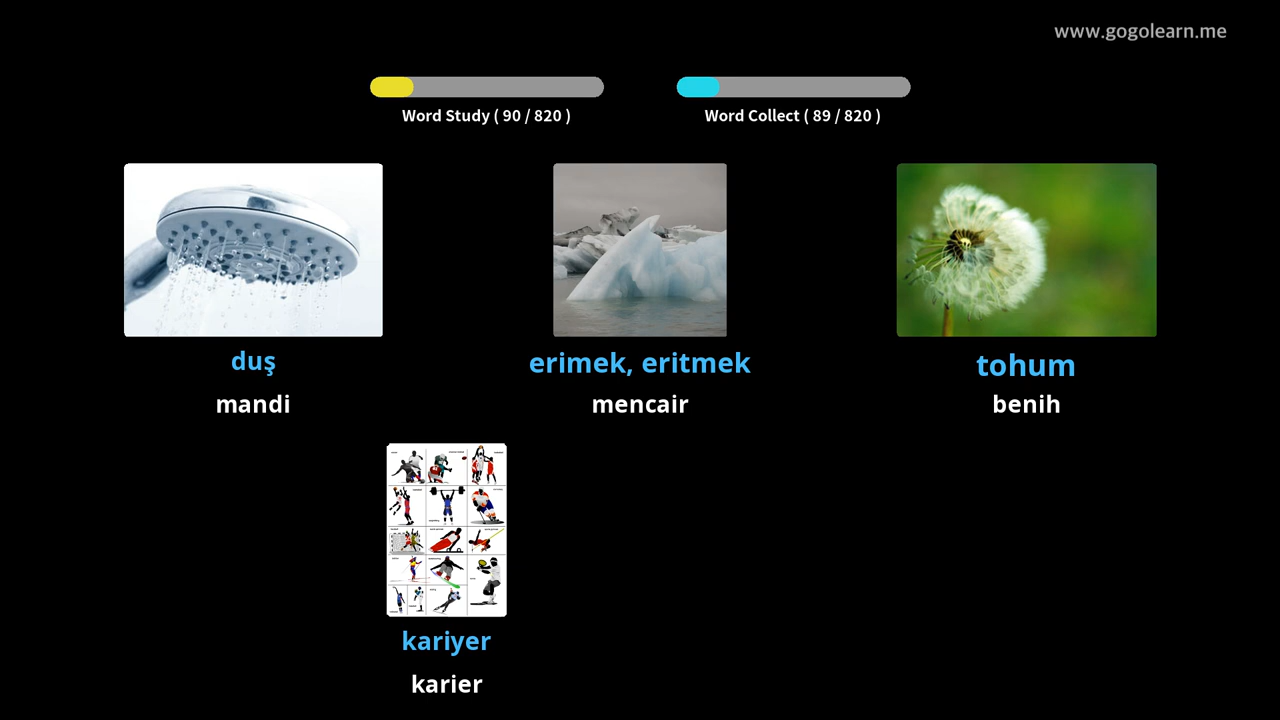 www.gogolearn.me
Word Study ( 90 / 820 )
Word Collect ( 89 / 820 )
duş
mandi
erimek, eritmek
mencair
tohum
benih
kariyer
karier